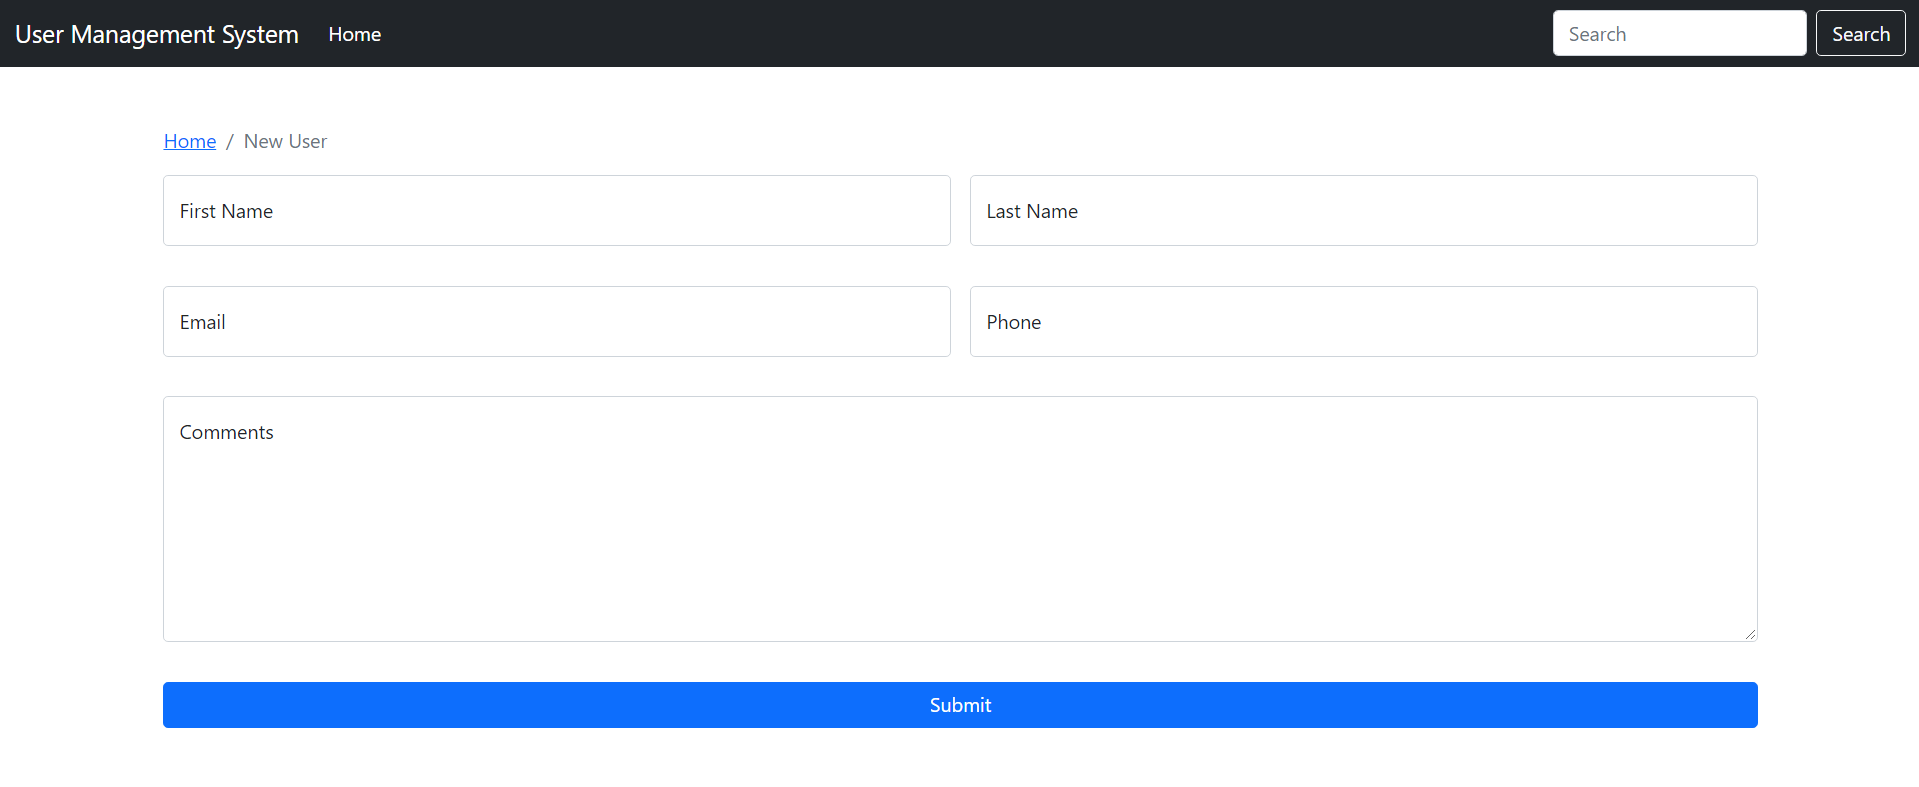 User Management System Home Search Search
Home / New User
First Name Last Name
Email Phone
Comments
Submit